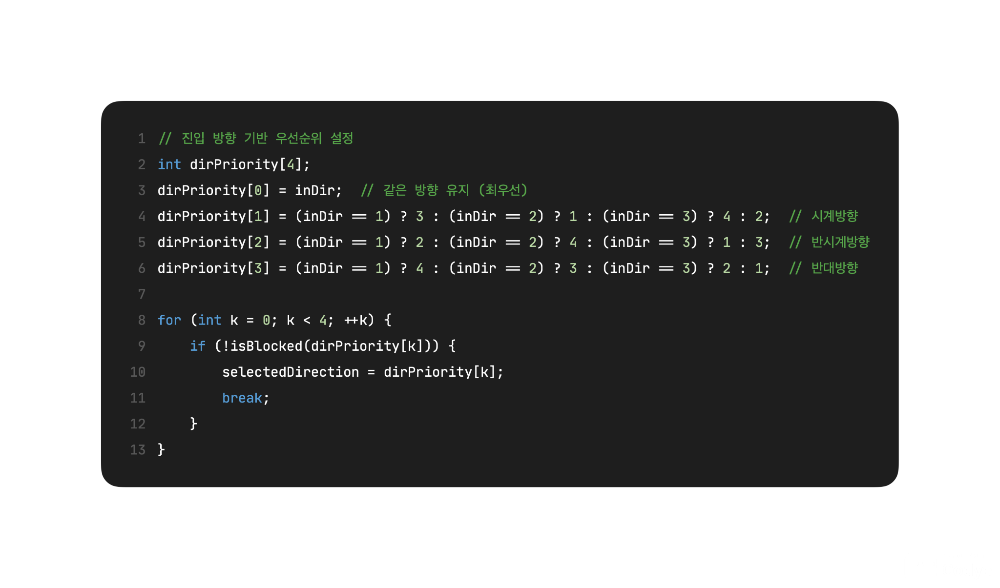 1 // 진입 방향 기반 우선순위 설정
2 int dirPriority[4];
3 dirPriority[0] = inDir;  // 같은 방향 유지 (최우선)
4 dirPriority[1] = (inDir == 1) ? 3 : (inDir == 2) ? 1 : (inDir == 3) ? 4 : 2;  // 시계방향
5 dirPriority[2] = (inDir == 1) ? 2 : (inDir == 2) ? 4 : (inDir == 3) ? 1 : 3;  // 반시계방향
6 dirPriority[3] = (inDir == 1) ? 4 : (inDir == 2) ? 3 : (inDir == 3) ? 2 : 1;  // 반대방향
7
8 for (int k = 0; k < 4; ++k) {
9     if (!isBlocked(dirPriority[k])) {
10         selectedDirection = dirPriority[k];
11         break;
12     }
13 }